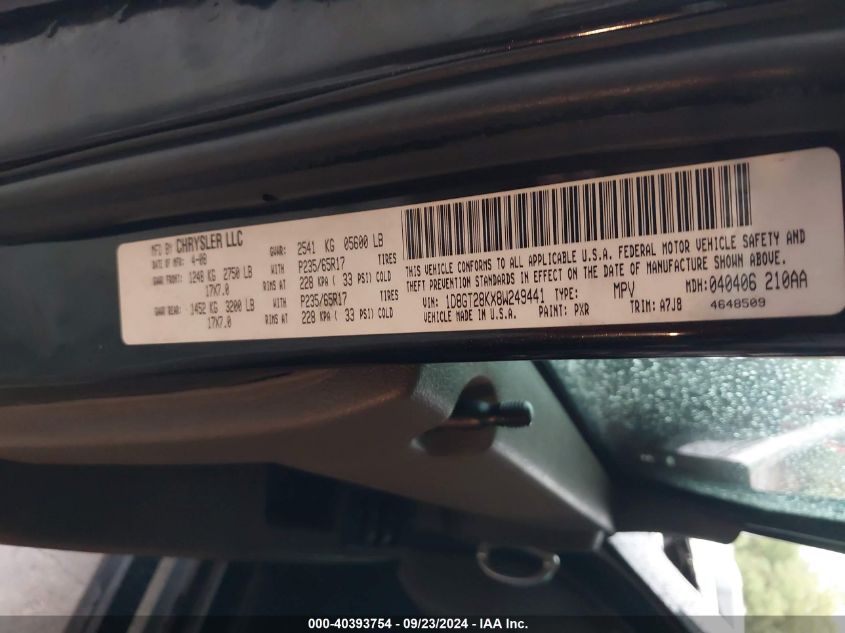 MFD BY CHRYSLER LLC
DATE OF MFR: 4-08 GVWR: 2541 KG 05600 LB
GAWR FRONT: 1248 KG 2750 LB WITH P235/65R17 TIRES
17X7.0 RIMS AT 228 KPA ( 33 PSI) COLD
GAWR REAR: 1452 KG 3200 LB WITH P235/65R17 TIRES
17X7.0 RIMS AT 228 KPA ( 33 PSI) COLD
THIS VEHICLE CONFORMS TO ALL APPLICABLE U.S.A. FEDERAL MOTOR VEHICLE SAFETY AND
THEFT PREVENTION STANDARDS IN EFFECT ON THE DATE OF MANUFACTURE SHOWN ABOVE.
VIN: 1D8GT28KX8W249441 TYPE: MPV MDH: 040406 210AA
VEHICLE MADE IN U.S.A. PAINT: PXR TRIM: A7J8 4648509
000-40393754 - 09/23/2024 - IAA Inc.